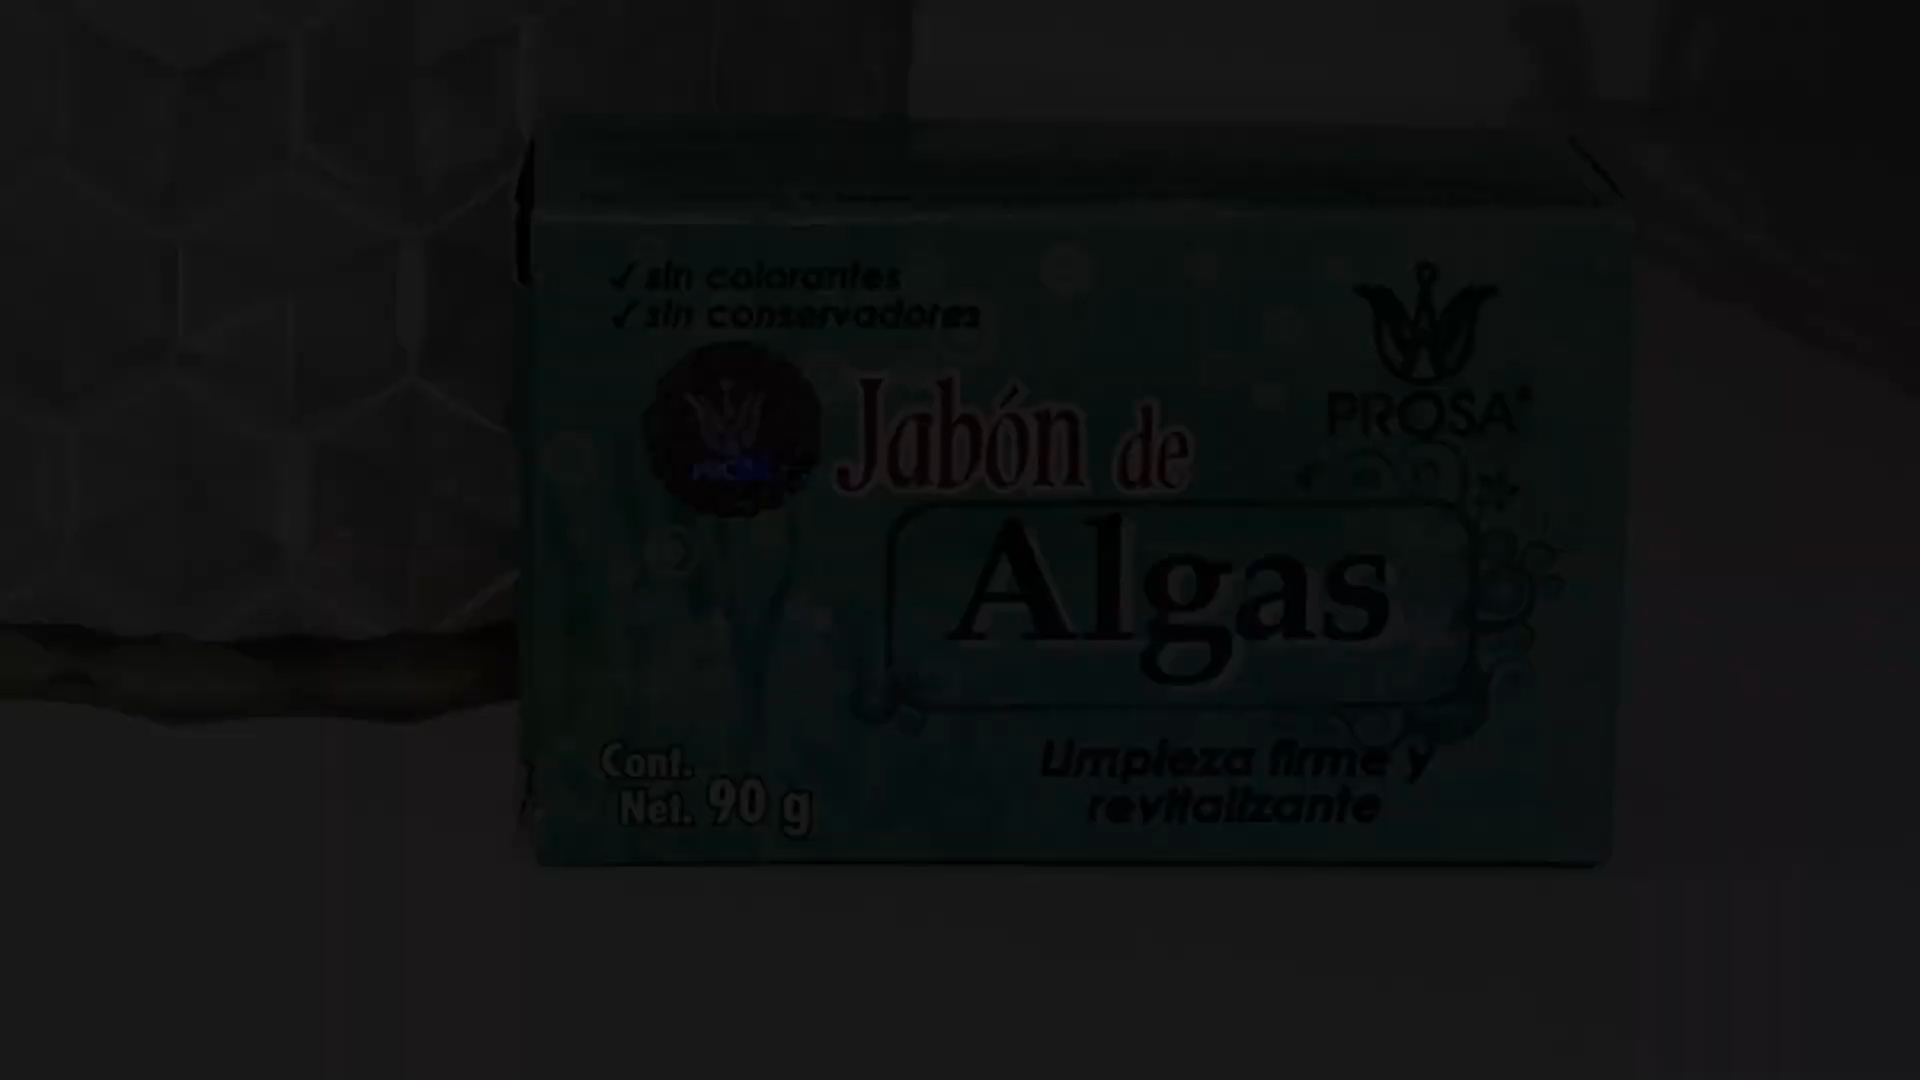 ✓ sin colorantes
✓ sin conservadores
PROSA®
Jabón de
Algas
Limpieza firme y
revitalizante
Cont.
Net. 90 g